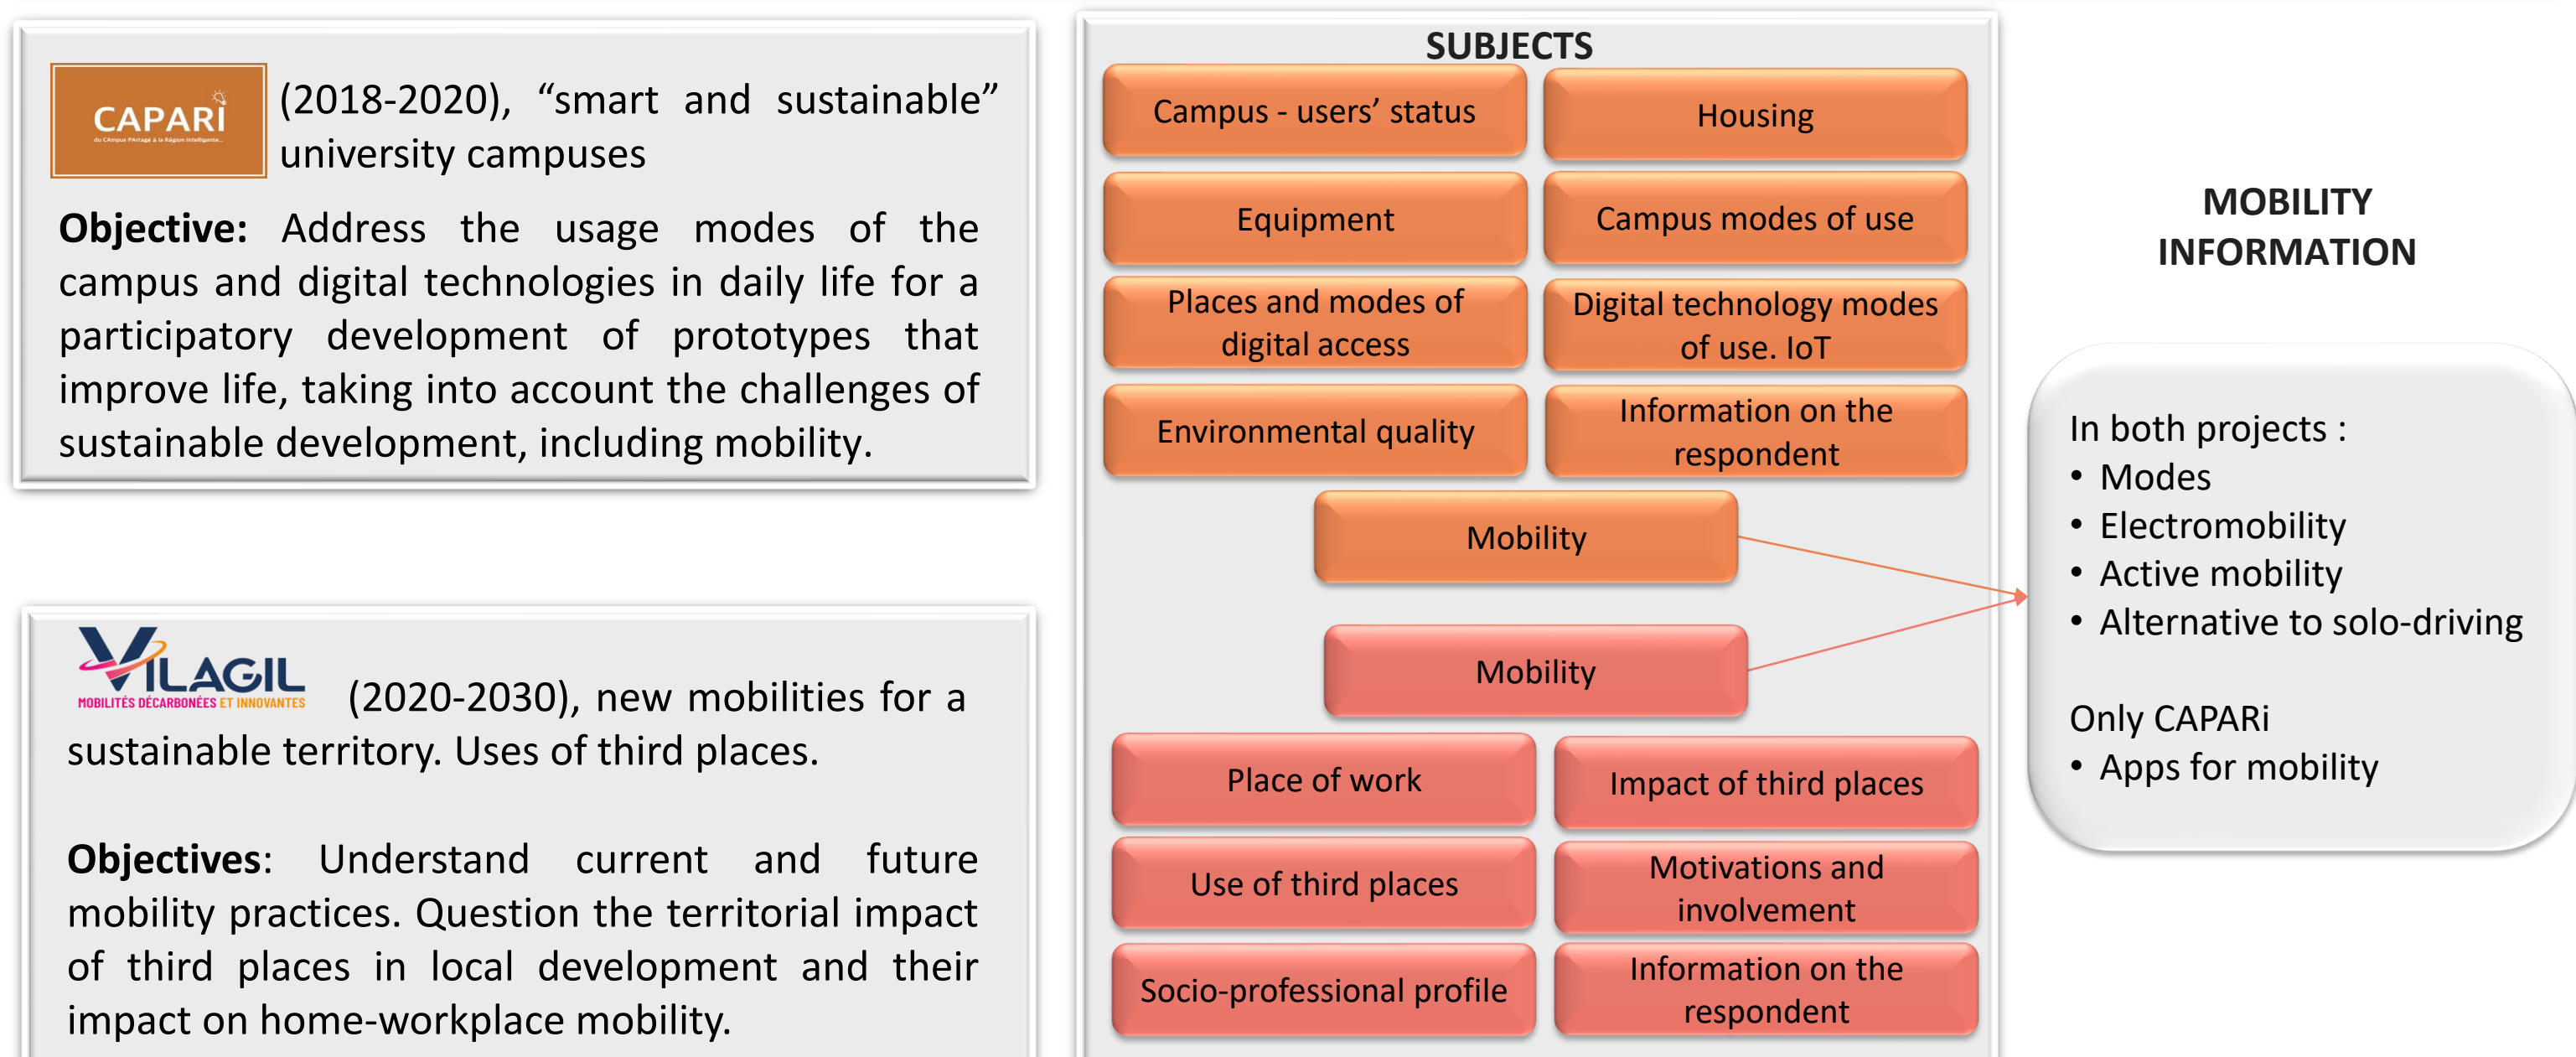 CAPARi
du CAmpus PArtagé à la Région Intelligente...
(2018-2020), “smart and sustainable”
university campuses
Objective: Address the usage modes of the
campus and digital technologies in daily life for a
participatory development of prototypes that
improve life, taking into account the challenges of
sustainable development, including mobility.
VILAGIL
MOBILITÉS DÉCARBONÉES ET INNOVANTES
(2020-2030), new mobilities for a
sustainable territory. Uses of third places.
Objectives: Understand current and future
mobility practices. Question the territorial impact
of third places in local development and their
impact on home-workplace mobility.
SUBJECTS
Campus - users’ status
Housing
Equipment
Campus modes of use
Places and modes of
digital access
Digital technology modes
of use. IoT
Environmental quality
Information on the
respondent
Mobility
Mobility
Place of work
Impact of third places
Use of third places
Motivations and
involvement
Socio-professional profile
Information on the
respondent
MOBILITY
INFORMATION
In both projects :
• Modes
• Electromobility
• Active mobility
• Alternative to solo-driving
Only CAPARi
• Apps for mobility